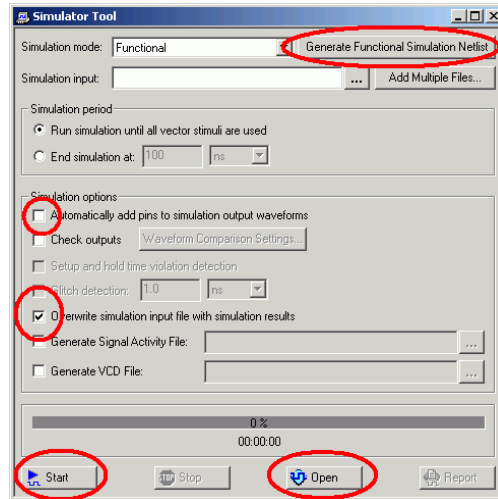 Simulator Tool
Simulation mode: Functional Generate Functional Simulation Netlist
Simulation input: ... Add Multiple Files...
Simulation period
Run simulation until all vector stimuli are used
End simulation at: 100 ns
Simulation options
Automatically add pins to simulation output waveforms
Check outputs Waveform Comparison Settings...
Setup and hold time violation detection
Glitch detection: 1.0 ns
Overwrite simulation input file with simulation results
Generate Signal Activity File: ...
Generate VCD File: ...
0 %
00:00:00
Start STOP Stop Open Report